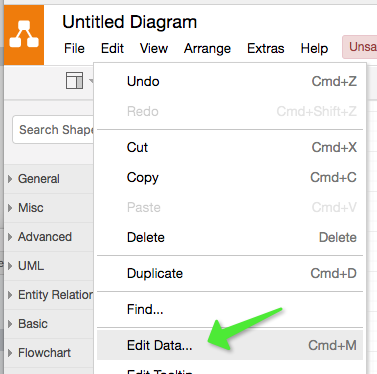 Untitled Diagram
File Edit View Arrange Extras Help Unsa
Undo Cmd+Z
Redo Cmd+Shift+Z
Search Shape
Cut Cmd+X
Copy Cmd+C
Paste Cmd+V
Delete Delete
Duplicate Cmd+D
Find...
Edit Data... Cmd+M
Edit Tooltip
General
Misc
Advanced
UML
Entity Relation
Basic
Flowchart